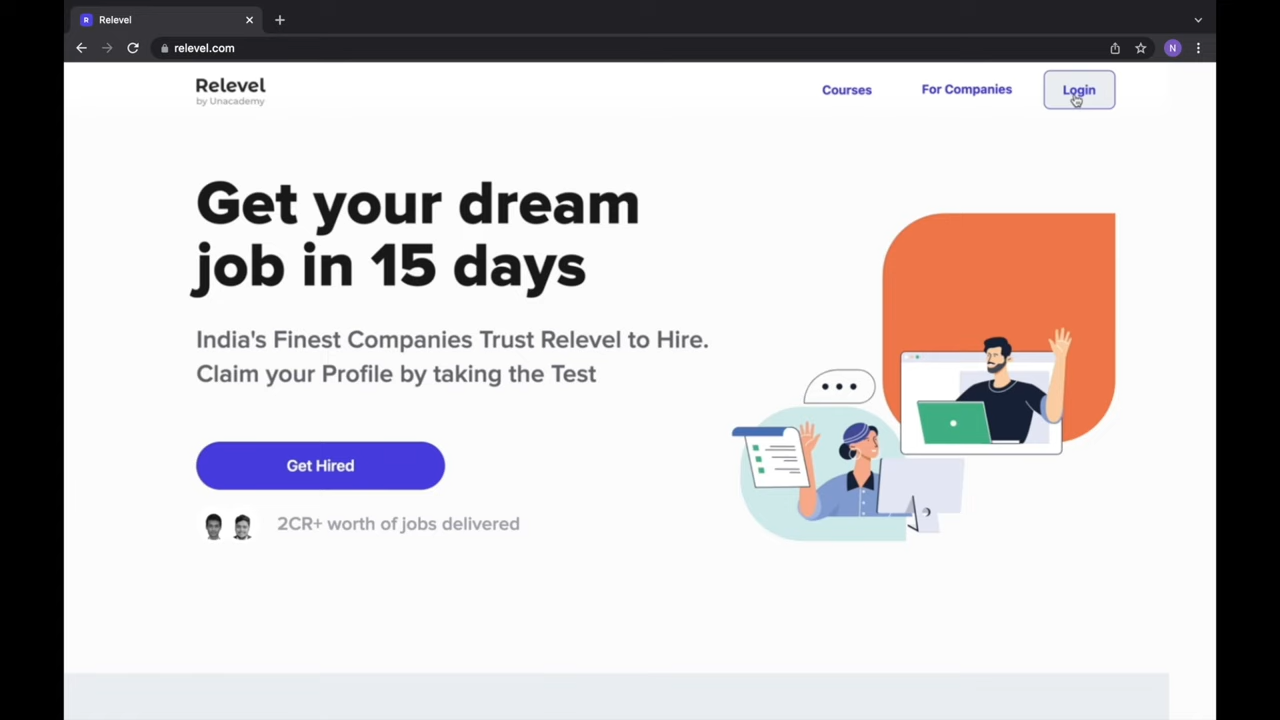 Relevel
relevel.com
N
Relevel
by Unacademy
Courses
For Companies
Login
Get your dream
job in 15 days
India's Finest Companies Trust Relevel to Hire.
Claim your Profile by taking the Test
Get Hired
2CR+ worth of jobs delivered